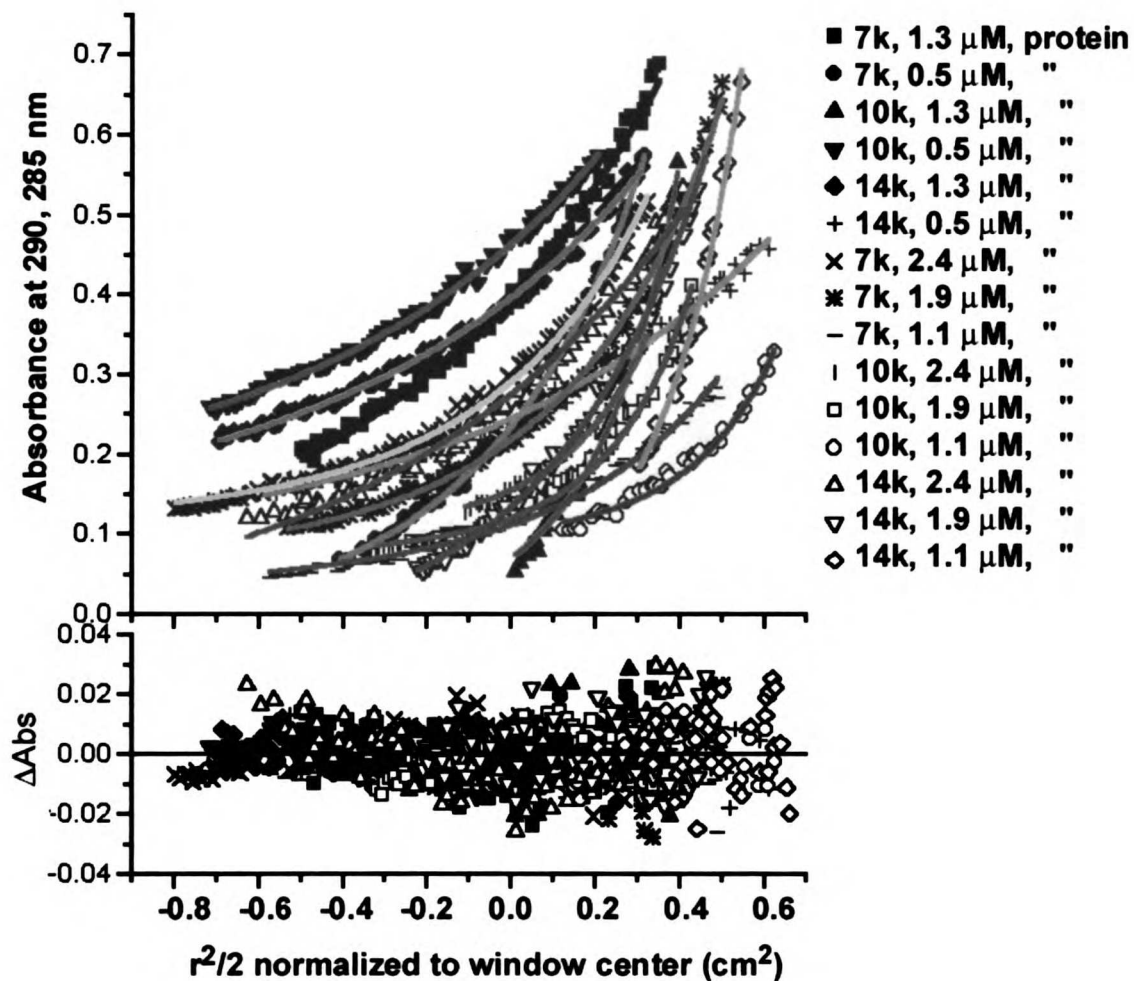 Absorbance at 290, 285 nm
0.7
0.6
0.5
0.4
0.3
0.2
0.1
0.0
7k, 1.3 μM, protein
7k, 0.5 μM, "
10k, 1.3 μM, "
10k, 0.5 μM, "
14k, 1.3 μM, "
14k, 0.5 μM, "
7k, 2.4 μM, "
7k, 1.9 μM, "
7k, 1.1 μM, "
10k, 2.4 μM, "
10k, 1.9 μM, "
10k, 1.1 μM, "
14k, 2.4 μM, "
14k, 1.9 μM, "
14k, 1.1 μM, "
ΔAbs
0.04
0.02
0.00
-0.02
-0.04
-0.8 -0.6 -0.4 -0.2 0.0 0.2 0.4 0.6
r²/2 normalized to window center (cm²)